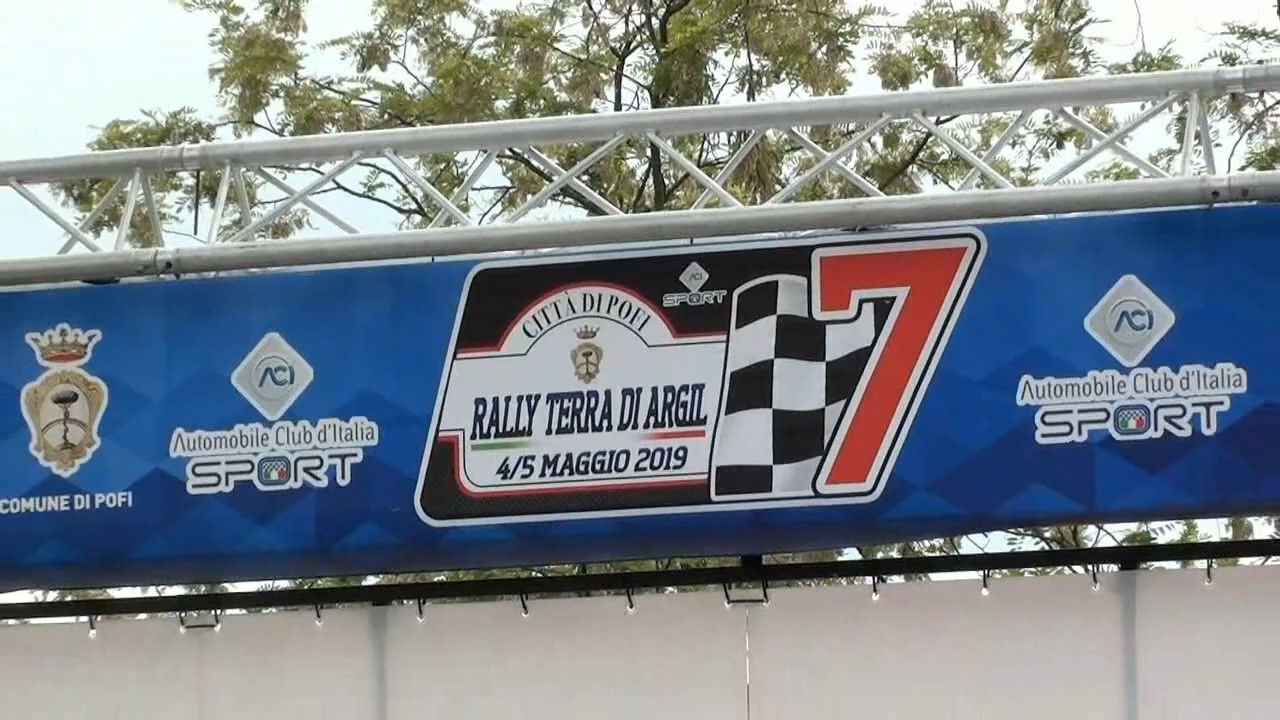 COMUNE DI POFI
ACI
Automobile Club d'Italia
SPORT
CITTÀ DI POFI
ACI
SPORT
RALLY TERRA DI ARGIL
4/5 MAGGIO 2019
7
ACI
Automobile Club d'Italia
SPORT